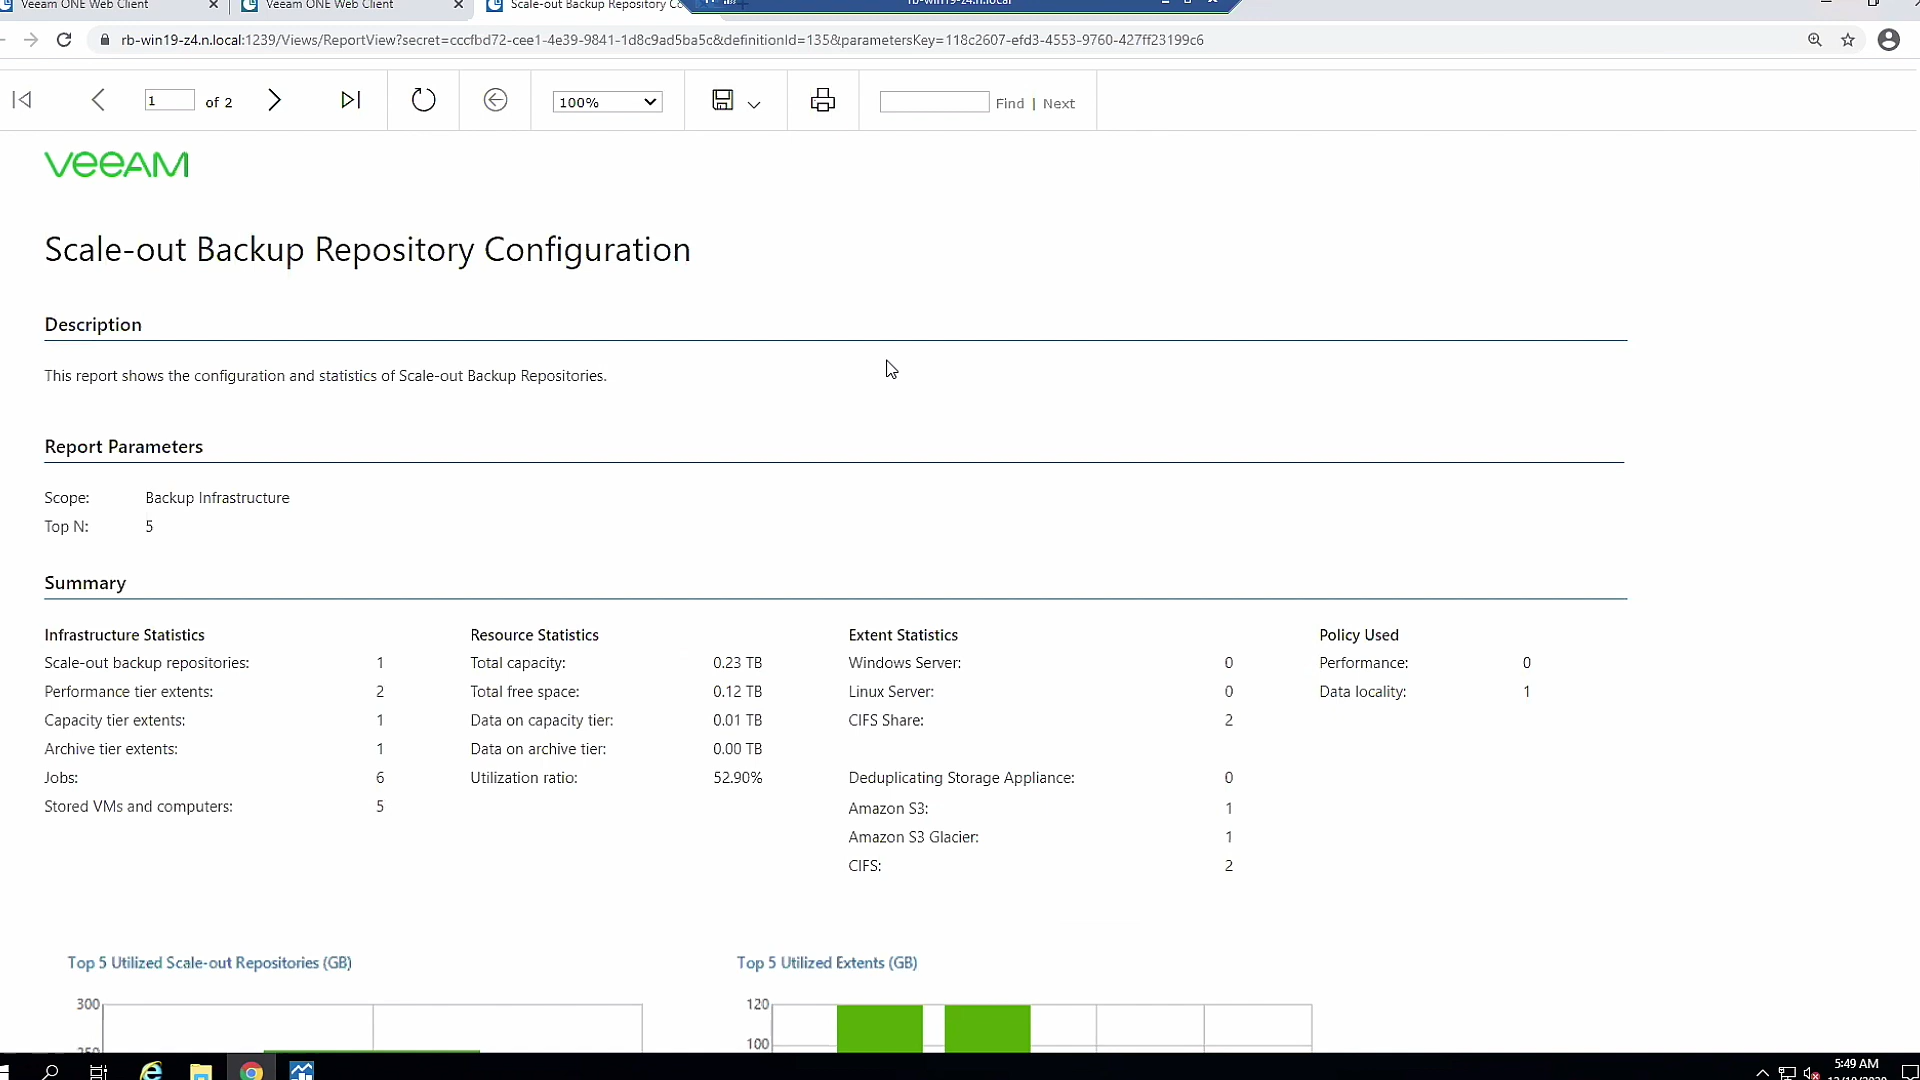 Veeam ONE Web Client
Veeam ONE Web Client
Scale-out Backup Repository Co
rb-win19-z4.n.local
rb-win19-z4.n.local:1239/Views/ReportView?secret=cccfbd72-cee1-4e39-9841-1d8c9ad5ba5c&definitionId=135&parametersKey=118c2607-efd3-4553-9760-427ff23199c6
1 of 2
100%
Find | Next
veeam
Scale-out Backup Repository Configuration
Description
This report shows the configuration and statistics of Scale-out Backup Repositories.
Report Parameters
Scope: Backup Infrastructure
Top N: 5
Summary
Infrastructure Statistics
Scale-out backup repositories: 1
Performance tier extents: 2
Capacity tier extents: 1
Archive tier extents: 1
Jobs: 6
Stored VMs and computers: 5
Resource Statistics
Total capacity: 0.23 TB
Total free space: 0.12 TB
Data on capacity tier: 0.01 TB
Data on archive tier: 0.00 TB
Utilization ratio: 52.90%
Extent Statistics
Windows Server: 0
Linux Server: 0
CIFS Share: 2
Deduplicating Storage Appliance: 0
Amazon S3: 1
Amazon S3 Glacier: 1
CIFS: 2
Policy Used
Performance: 0
Data locality: 1
Top 5 Utilized Scale-out Repositories (GB)
300
250
Top 5 Utilized Extents (GB)
120
100
5:49 AM